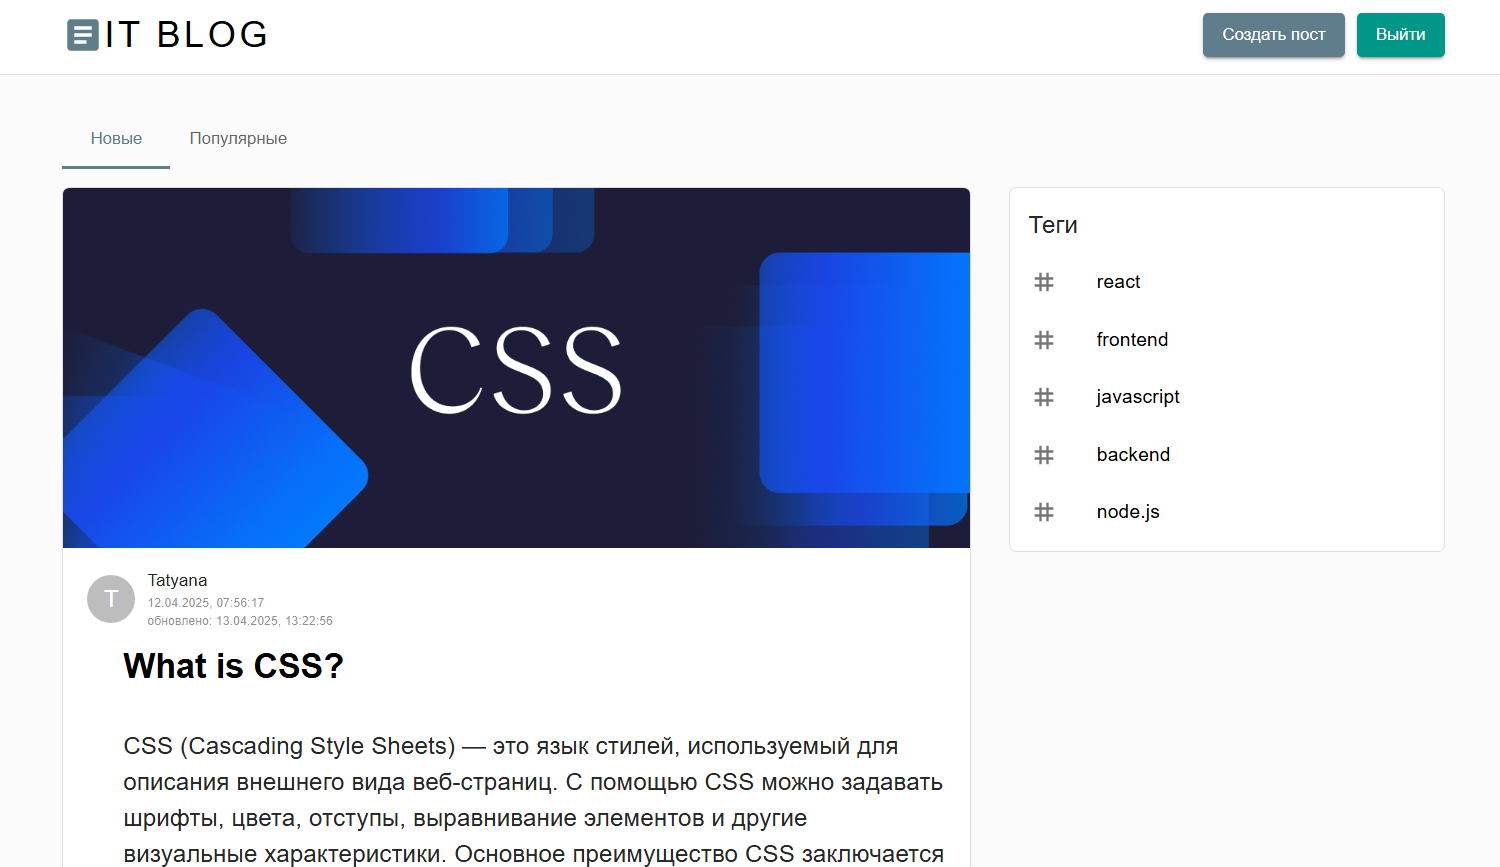 IT BLOG
Создать пост
Выйти
Новые
Популярные
CSS
Теги
react
frontend
javascript
backend
node.js
T
Tatyana
12.04.2025, 07:56:17
обновлено: 13.04.2025, 13:22:56
What is CSS?
CSS (Cascading Style Sheets) — это язык стилей, используемый для
описания внешнего вида веб-страниц. С помощью CSS можно задавать
шрифты, цвета, отступы, выравнивание элементов и другие
визуальные характеристики. Основное преимущество CSS заключается